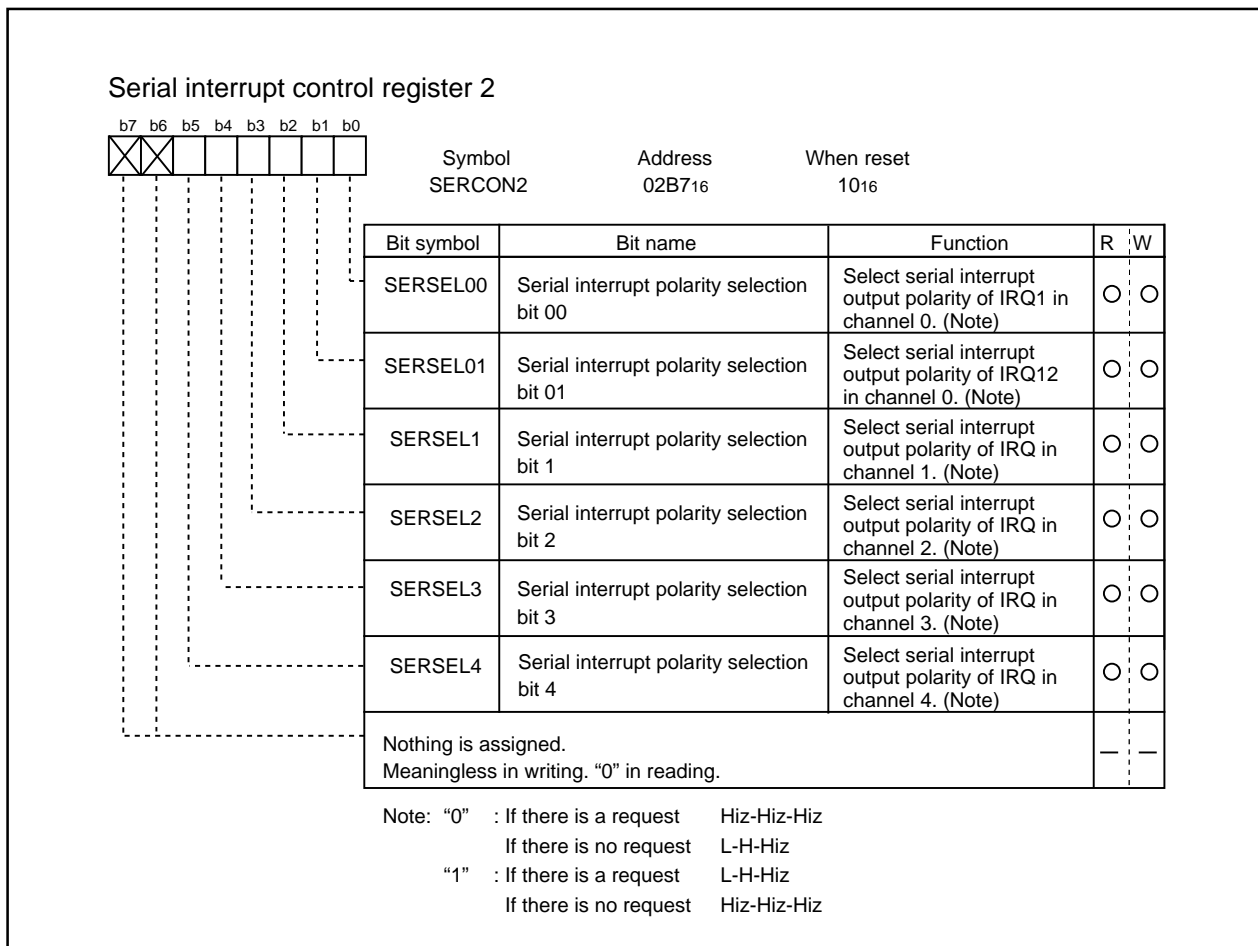 Serial interrupt control register 2
b7 b6 b5 b4 b3 b2 b1 b0
Symbol Address When reset
SERCON2 02B716 1016
Bit symbol Bit name Function R W
SERSEL00 Serial interrupt polarity selection bit 00 Select serial interrupt output polarity of IRQ1 in channel 0. (Note)
SERSEL01 Serial interrupt polarity selection bit 01 Select serial interrupt output polarity of IRQ12 in channel 0. (Note)
SERSEL1 Serial interrupt polarity selection bit 1 Select serial interrupt output polarity of IRQ in channel 1. (Note)
SERSEL2 Serial interrupt polarity selection bit 2 Select serial interrupt output polarity of IRQ in channel 2. (Note)
SERSEL3 Serial interrupt polarity selection bit 3 Select serial interrupt output polarity of IRQ in channel 3. (Note)
SERSEL4 Serial interrupt polarity selection bit 4 Select serial interrupt output polarity of IRQ in channel 4. (Note)
Nothing is assigned.
Meaningless in writing. “0” in reading. — —
Note: “0” : If there is a request Hiz-Hiz-Hiz
If there is no request L-H-Hiz
“1” : If there is a request L-H-Hiz
If there is no request Hiz-Hiz-Hiz